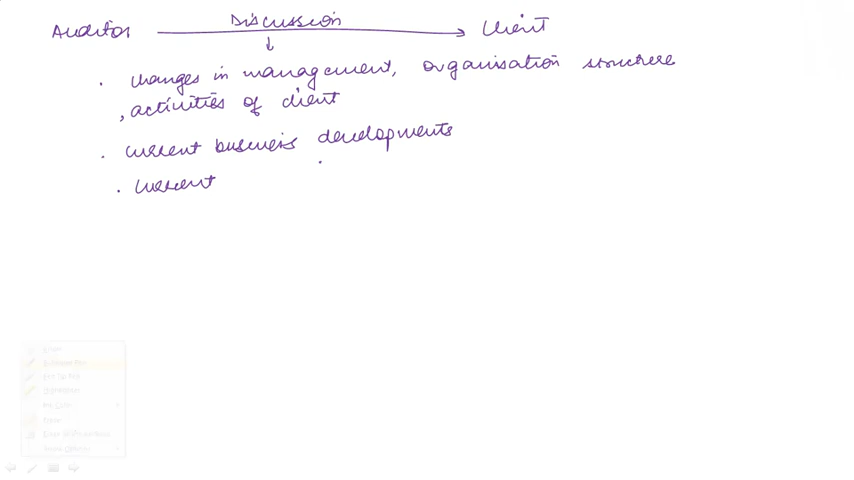 Auditor Discussion Client
. changes in management, organisation structure
, activities of client
. current business developments
. current